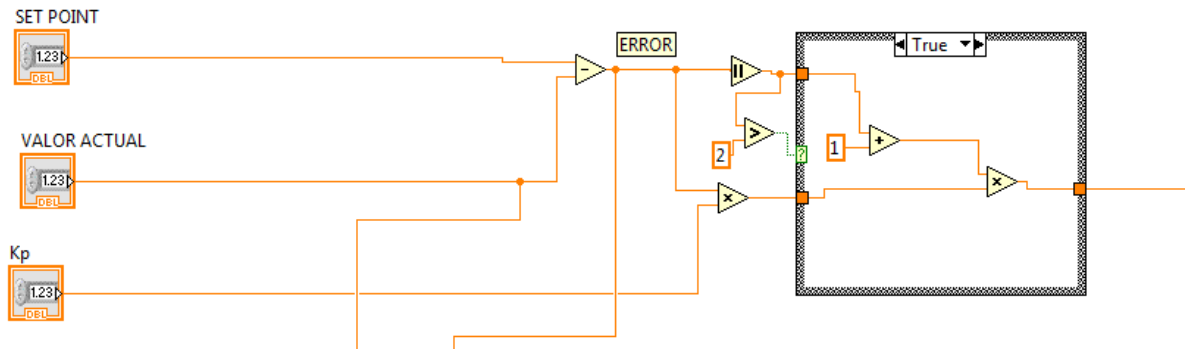 SET POINT
1.23
DBL
ERROR
True
VALOR ACTUAL
1.23
DBL
2
?
1
Kp
1.23
DBL